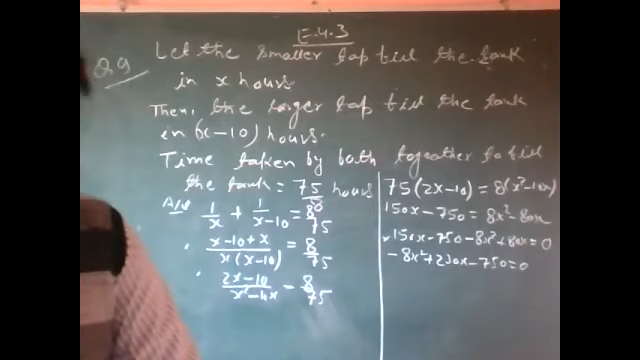 E.4.3
Q9 Let the smaller tap fill the tank
in x hours
Then, the larger tap fill the tank
in (x-10) hours.
Time taken by both togeather to fill
the tank = 75/8 hours
A/q 1/x + 1/x-10 = 8/75
x-10+x / x(x-10) = 8/75
2x-10 / x²-10x = 8/75
75(2x-10) = 8(x²-10x)
150x-750 = 8x²-80x
150x-750-8x²+80x=0
-8x²+230x-750=0